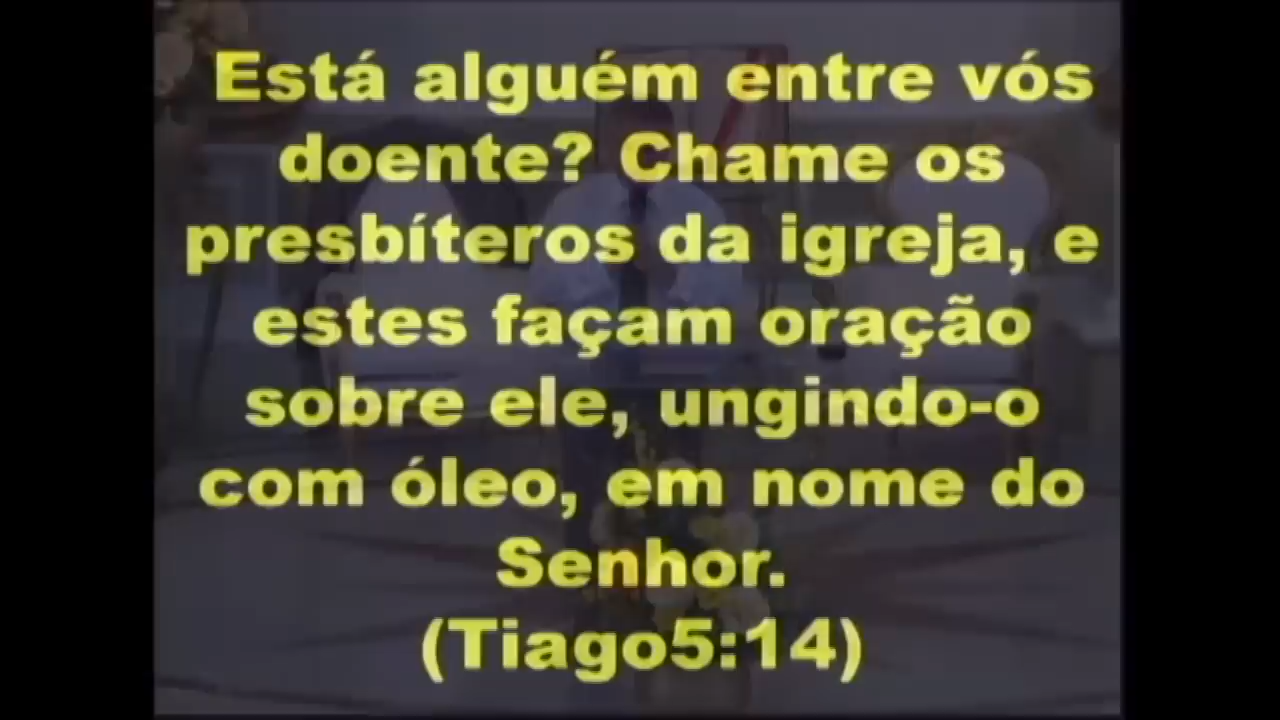 Está alguém entre vós
doente? Chame os
presbíteros da igreja, e
estes façam oração
sobre ele, ungindo-o
com óleo, em nome do
Senhor.
(Tiago5:14)